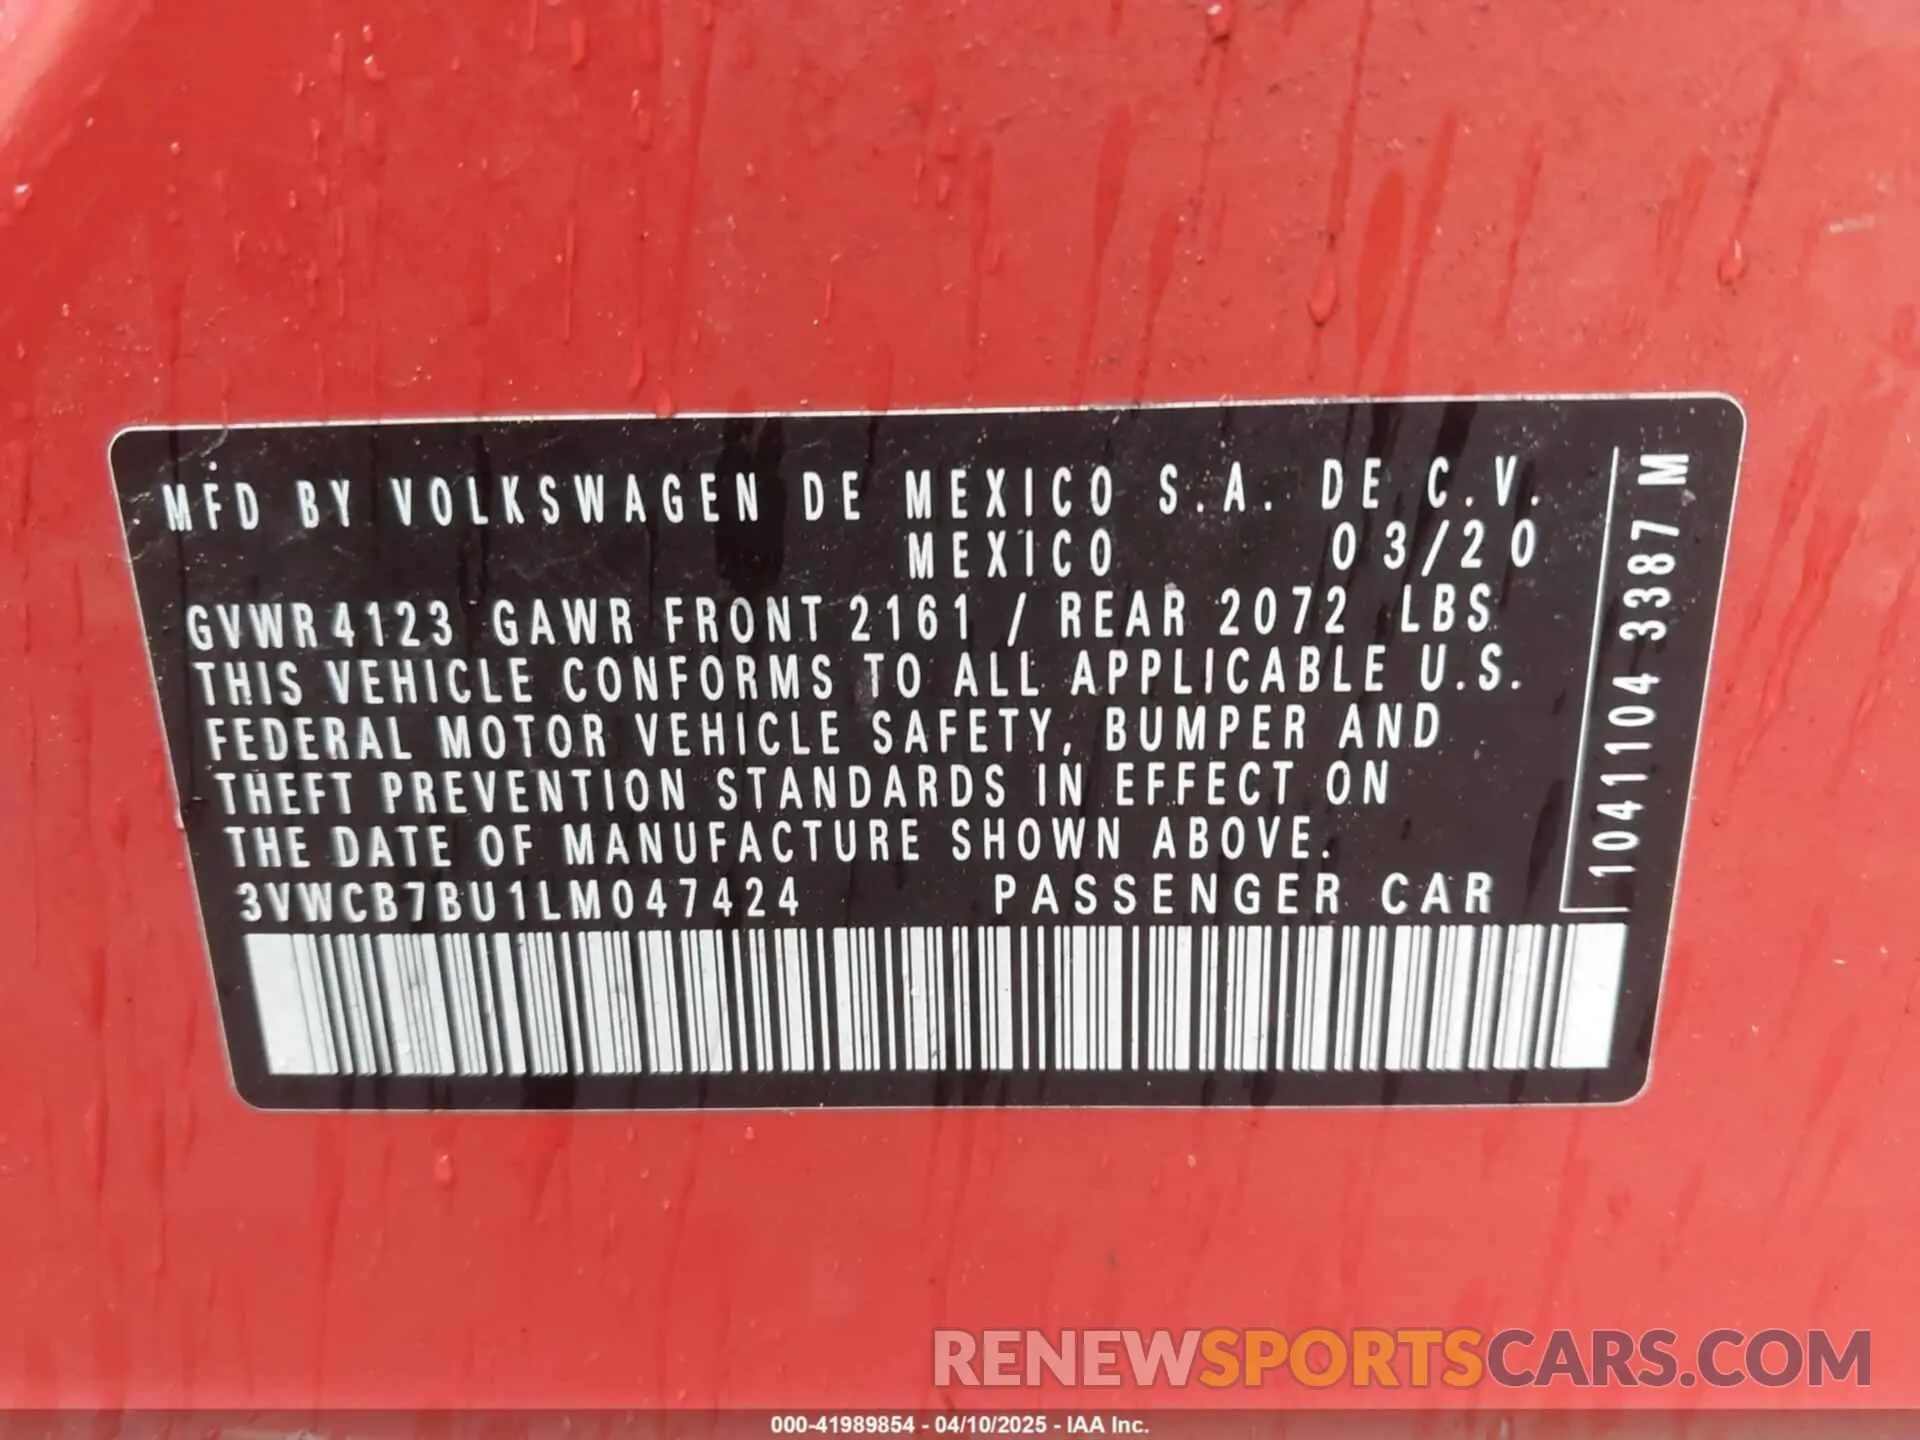 MFD BY VOLKSWAGEN DE MEXICO S.A. DE C.V.
MEXICO 03/20
GVWR 4123 GAWR FRONT 2161 / REAR 2072 LBS
THIS VEHICLE CONFORMS TO ALL APPLICABLE U.S.
FEDERAL MOTOR VEHICLE SAFETY, BUMPER AND
THEFT PREVENTION STANDARDS IN EFFECT ON
THE DATE OF MANUFACTURE SHOWN ABOVE.
3VWCB7BU1LM047424 PASSENGER CAR
1041104 3387 M
RENEWSPORTSCARS.COM
000-41989854 - 04/10/2025 - IAA Inc.